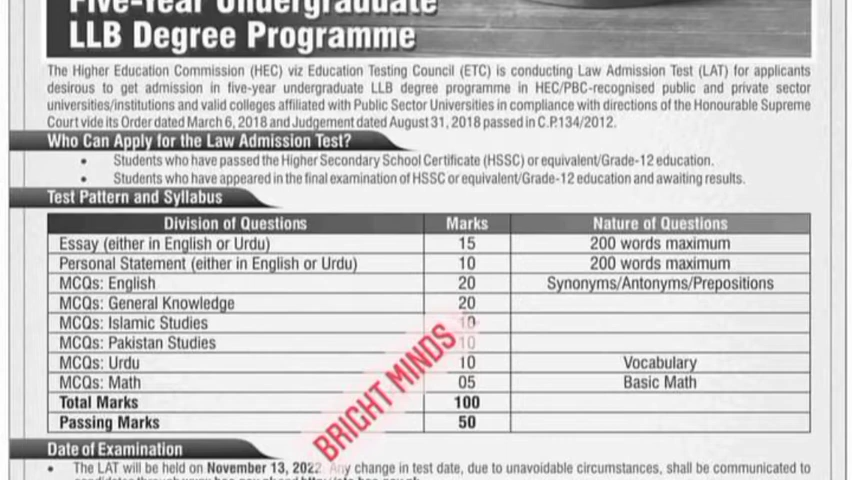 Five-Year Undergraduate
LLB Degree Programme
The Higher Education Commission (HEC) viz Education Testing Council (ETC) is conducting Law Admission Test (LAT) for applicants
desirous to get admission in five-year undergraduate LLB degree programme in HEC/PBC-recognised public and private sector
universities/institutions and valid colleges affiliated with Public Sector Universities in compliance with directions of the Honourable Supreme
Court vide its Order dated March 6, 2018 and Judgement dated August 31, 2018 passed in C.P.134/2012.
Who Can Apply for the Law Admission Test?
• Students who have passed the Higher Secondary School Certificate (HSSC) or equivalent/Grade-12 education.
• Students who have appeared in the final examination of HSSC or equivalent/Grade-12 education and awaiting results.
Test Pattern and Syllabus
Division of Questions Marks Nature of Questions
Essay (either in English or Urdu) 15 200 words maximum
Personal Statement (either in English or Urdu) 10 200 words maximum
MCQs: English 20 Synonyms/Antonyms/Prepositions
MCQs: General Knowledge 20
MCQs: Islamic Studies 10
MCQs: Pakistan Studies 10
MCQs: Urdu 10 Vocabulary
MCQs: Math 05 Basic Math
Total Marks 100
Passing Marks 50
BRIGHT MINDS
Date of Examination
• The LAT will be held on November 13, 2022. Any change in test date, due to unavoidable circumstances, shall be communicated to